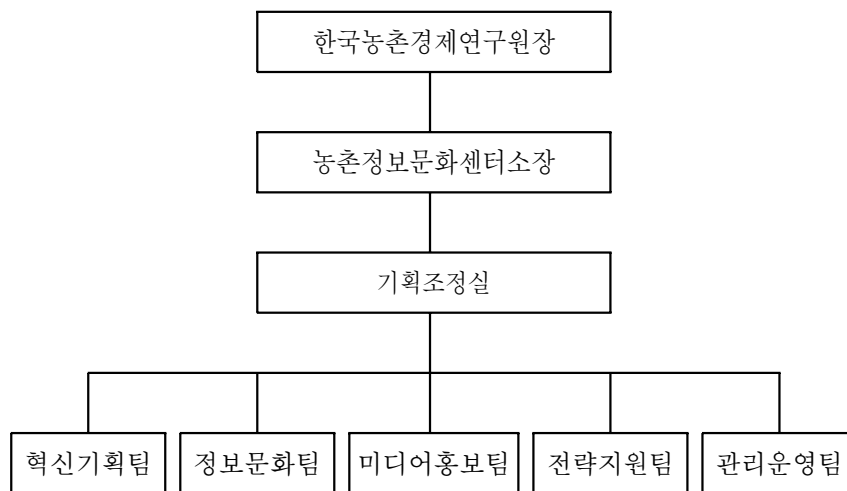 한국농촌경제연구원장
농촌정보문화센터소장
기획조정실
혁신기획팀 정보문화팀 미디어홍보팀 전략지원팀 관리운영팀